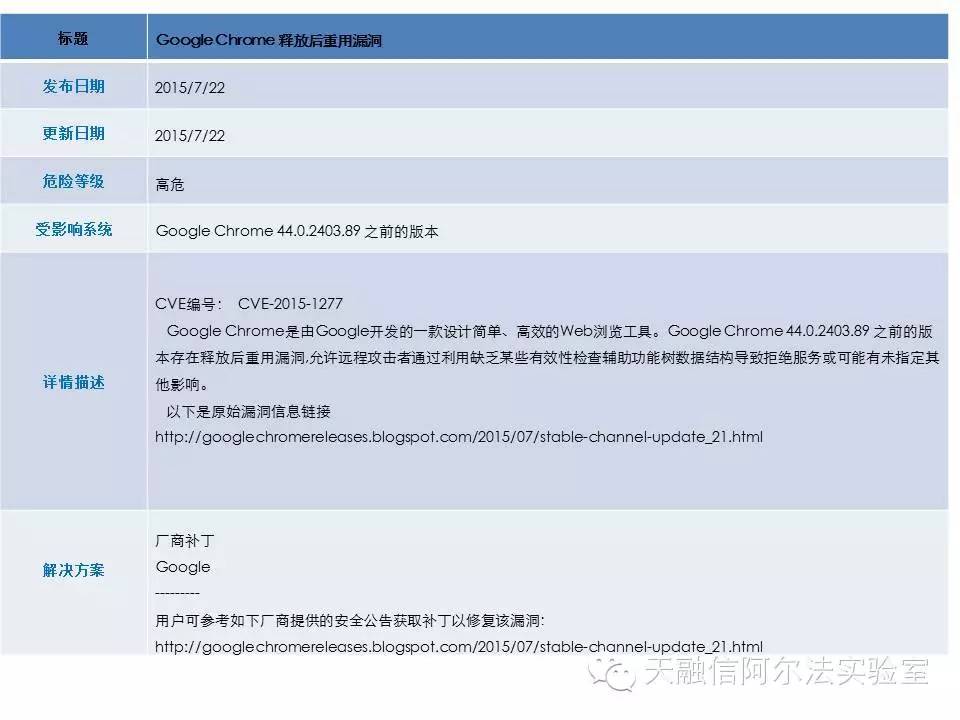 标题
Google Chrome 释放后重用漏洞
发布日期
2015/7/22
更新日期
2015/7/22
危险等级
高危
受影响系统
Google Chrome 44.0.2403.89 之前的版本
详情描述
CVE编号： CVE-2015-1277
Google Chrome是由Google开发的一款设计简单、高效的Web浏览工具。Google Chrome 44.0.2403.89 之前的版
本存在释放后重用漏洞,允许远程攻击者通过利用缺乏某些有效性检查辅助功能树数据结构导致拒绝服务或可能有未指定其
他影响。
以下是原始漏洞信息链接
http://googlechromereleases.blogspot.com/2015/07/stable-channel-update_21.html
解决方案
厂商补丁
Google
---------
用户可参考如下厂商提供的安全公告获取补丁以修复该漏洞:
http://googlechromereleases.blogspot.com/2015/07/stable-channel-update_21.html
天融信阿尔法实验室